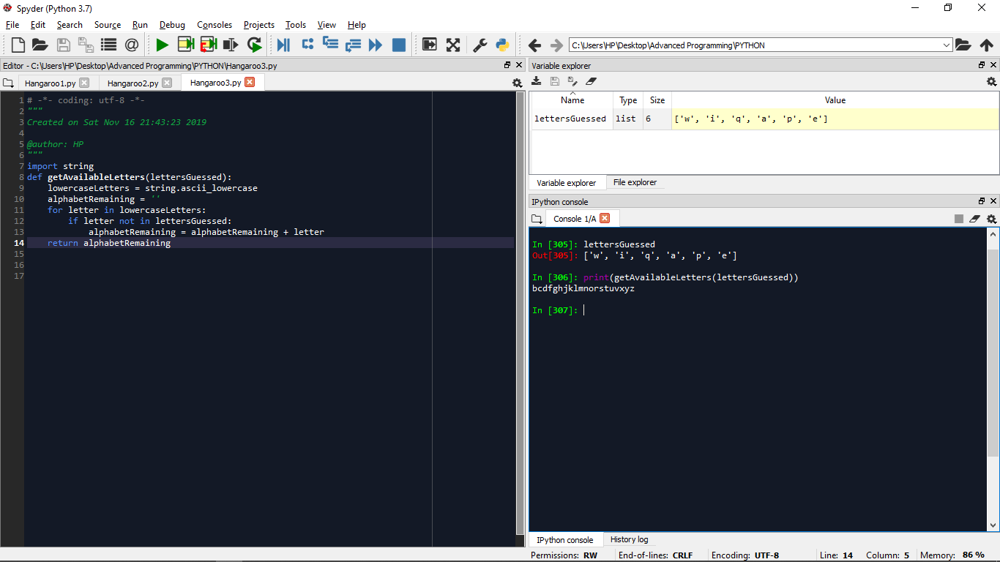 Spyder (Python 3.7)
File Edit Search Source Run Debug Consoles Projects Tools View Help
C:\Users\HP\Desktop\Advanced Programming\PYTHON
Editor - C:\Users\HP\Desktop\Advanced Programming\PYTHON\Hangaroo3.py
Hangaroo1.py Hangaroo2.py Hangaroo3.py
1 # -*- coding: utf-8 -*-
2 """
3 Created on Sat Nov 16 21:43:23 2019
4
5 @author: HP
6 """
7 import string
8 def getAvailableLetters(lettersGuessed):
9     lowercaseLetters = string.ascii_lowercase
10     alphabetRemaining = ''
11     for letter in lowercaseLetters:
12         if letter not in lettersGuessed:
13             alphabetRemaining = alphabetRemaining + letter
14     return alphabetRemaining
15
16
17
Variable explorer
Name Type Size Value
lettersGuessed list 6 ['w', 'i', 'q', 'a', 'p', 'e']
Variable explorer File explorer
IPython console
Console 1/A
In [305]: lettersGuessed
Out[305]: ['w', 'i', 'q', 'a', 'p', 'e']
In [306]: print(getAvailableLetters(lettersGuessed))
bcdfghjklmnorstuvxyz
In [307]:
IPython console History log
Permissions: RW End-of-lines: CRLF Encoding: UTF-8 Line: 14 Column: 5 Memory: 86 %